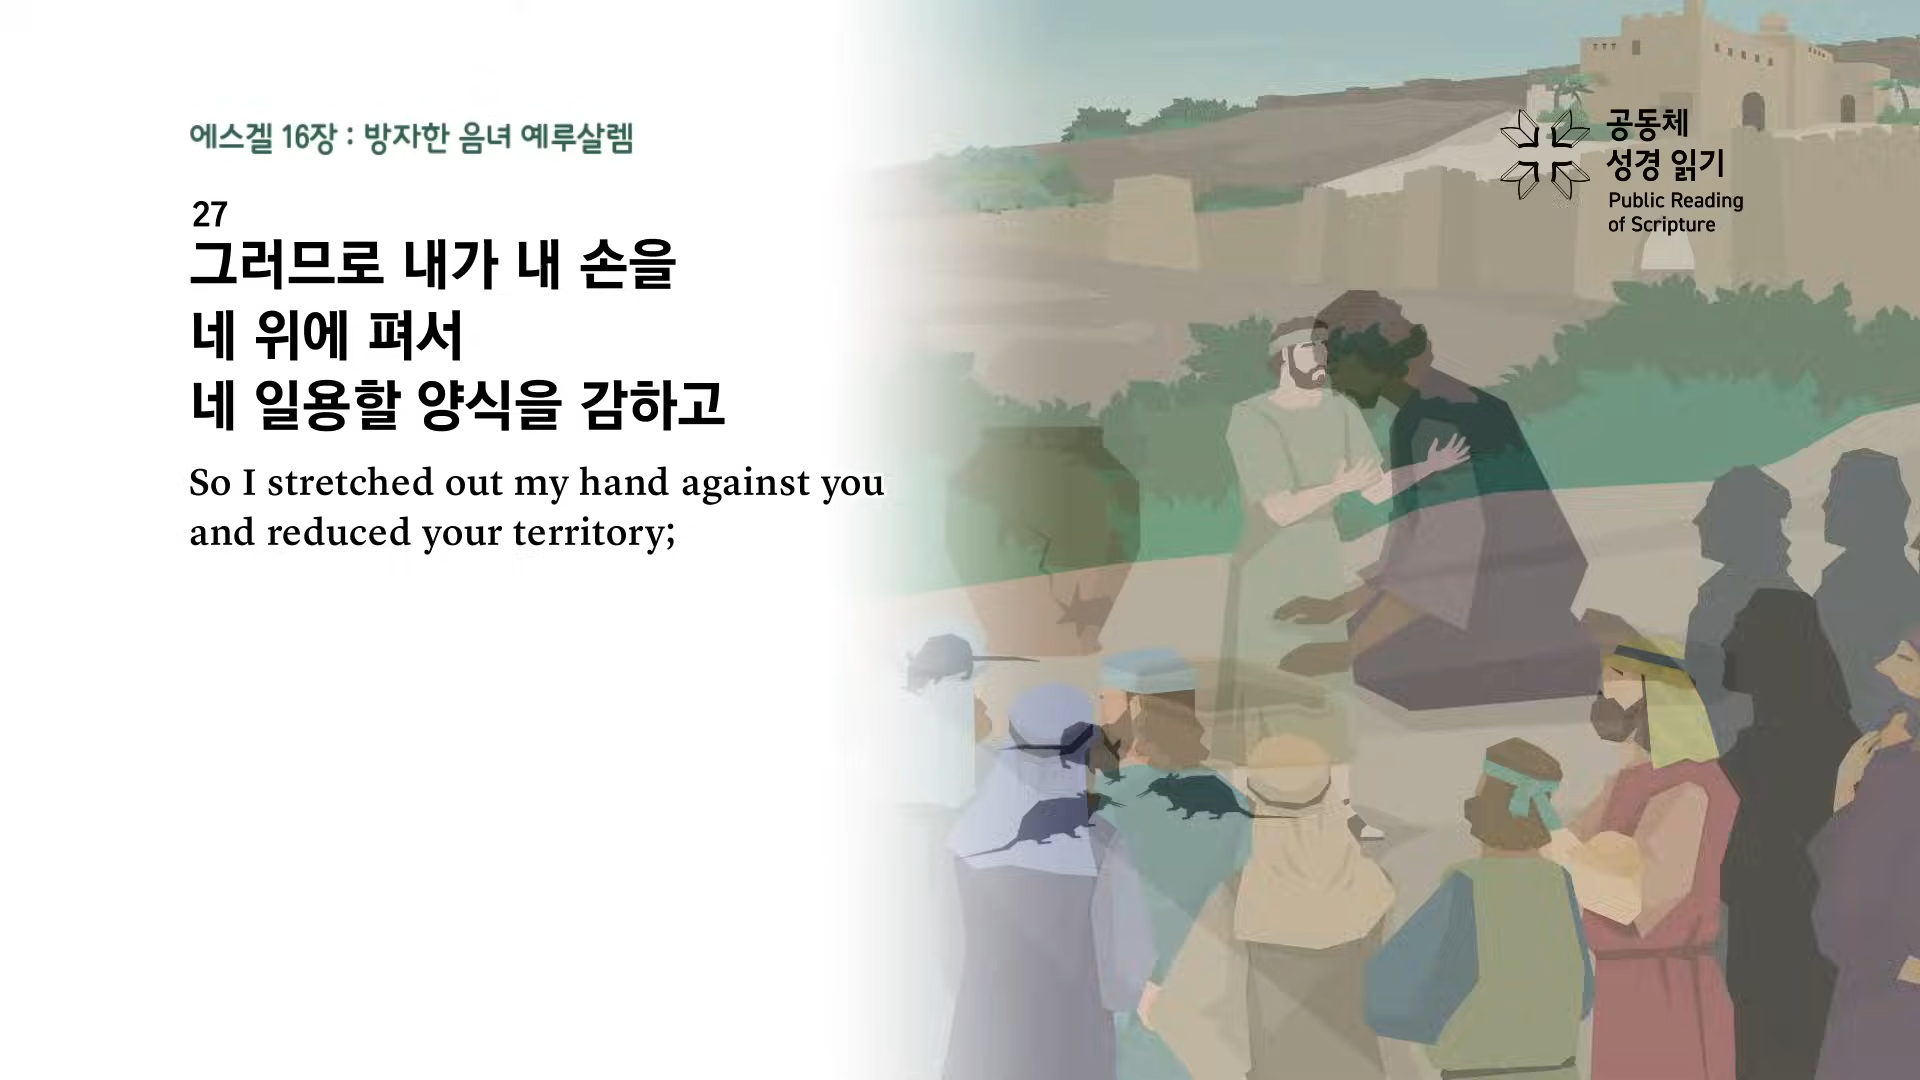 에스겔 16장 : 방자한 음녀 예루살렘
27
그러므로 내가 내 손을
네 위에 펴서
네 일용할 양식을 감하고
So I stretched out my hand against you
and reduced your territory;
공동체
성경 읽기
Public Reading
of Scripture